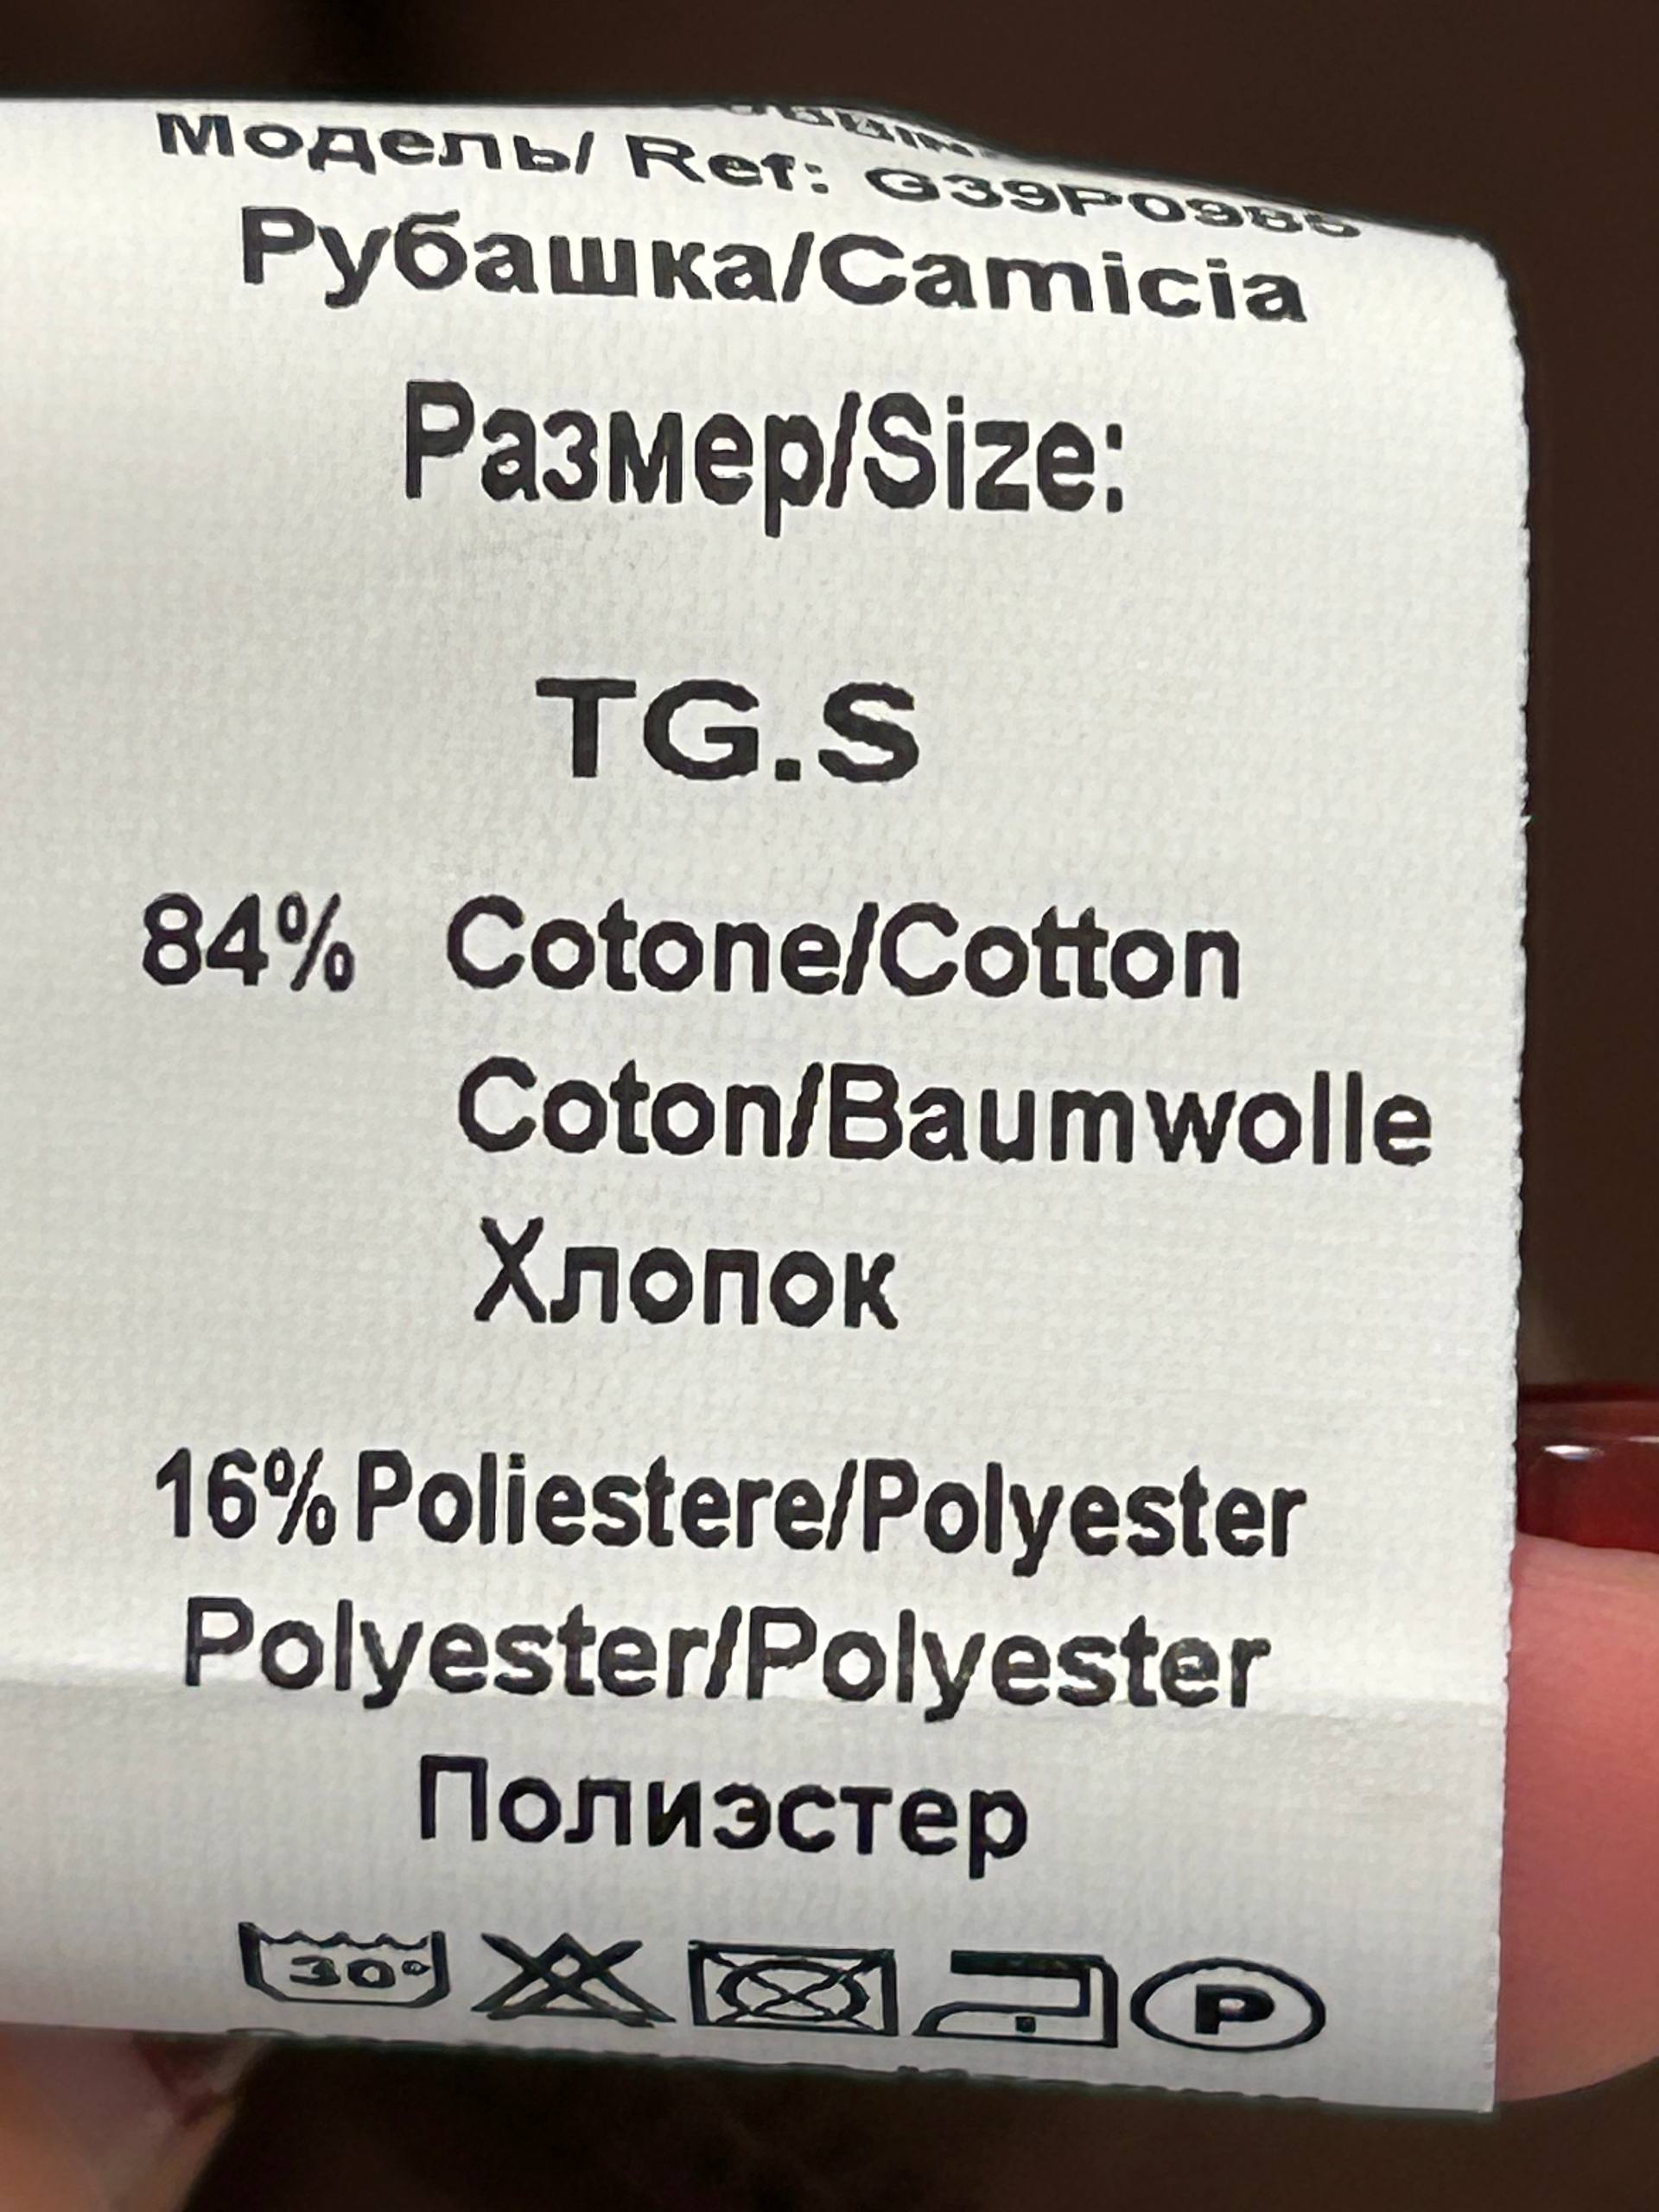 Модель/ Ref: G39P0985
Рубашка/Camicia
Размер/Size:
TG.S
84% Cotone/Cotton
Coton/Baumwolle
Хлопок
16% Poliestere/Polyester
Polyester/Polyester
Полиэстер
30° P